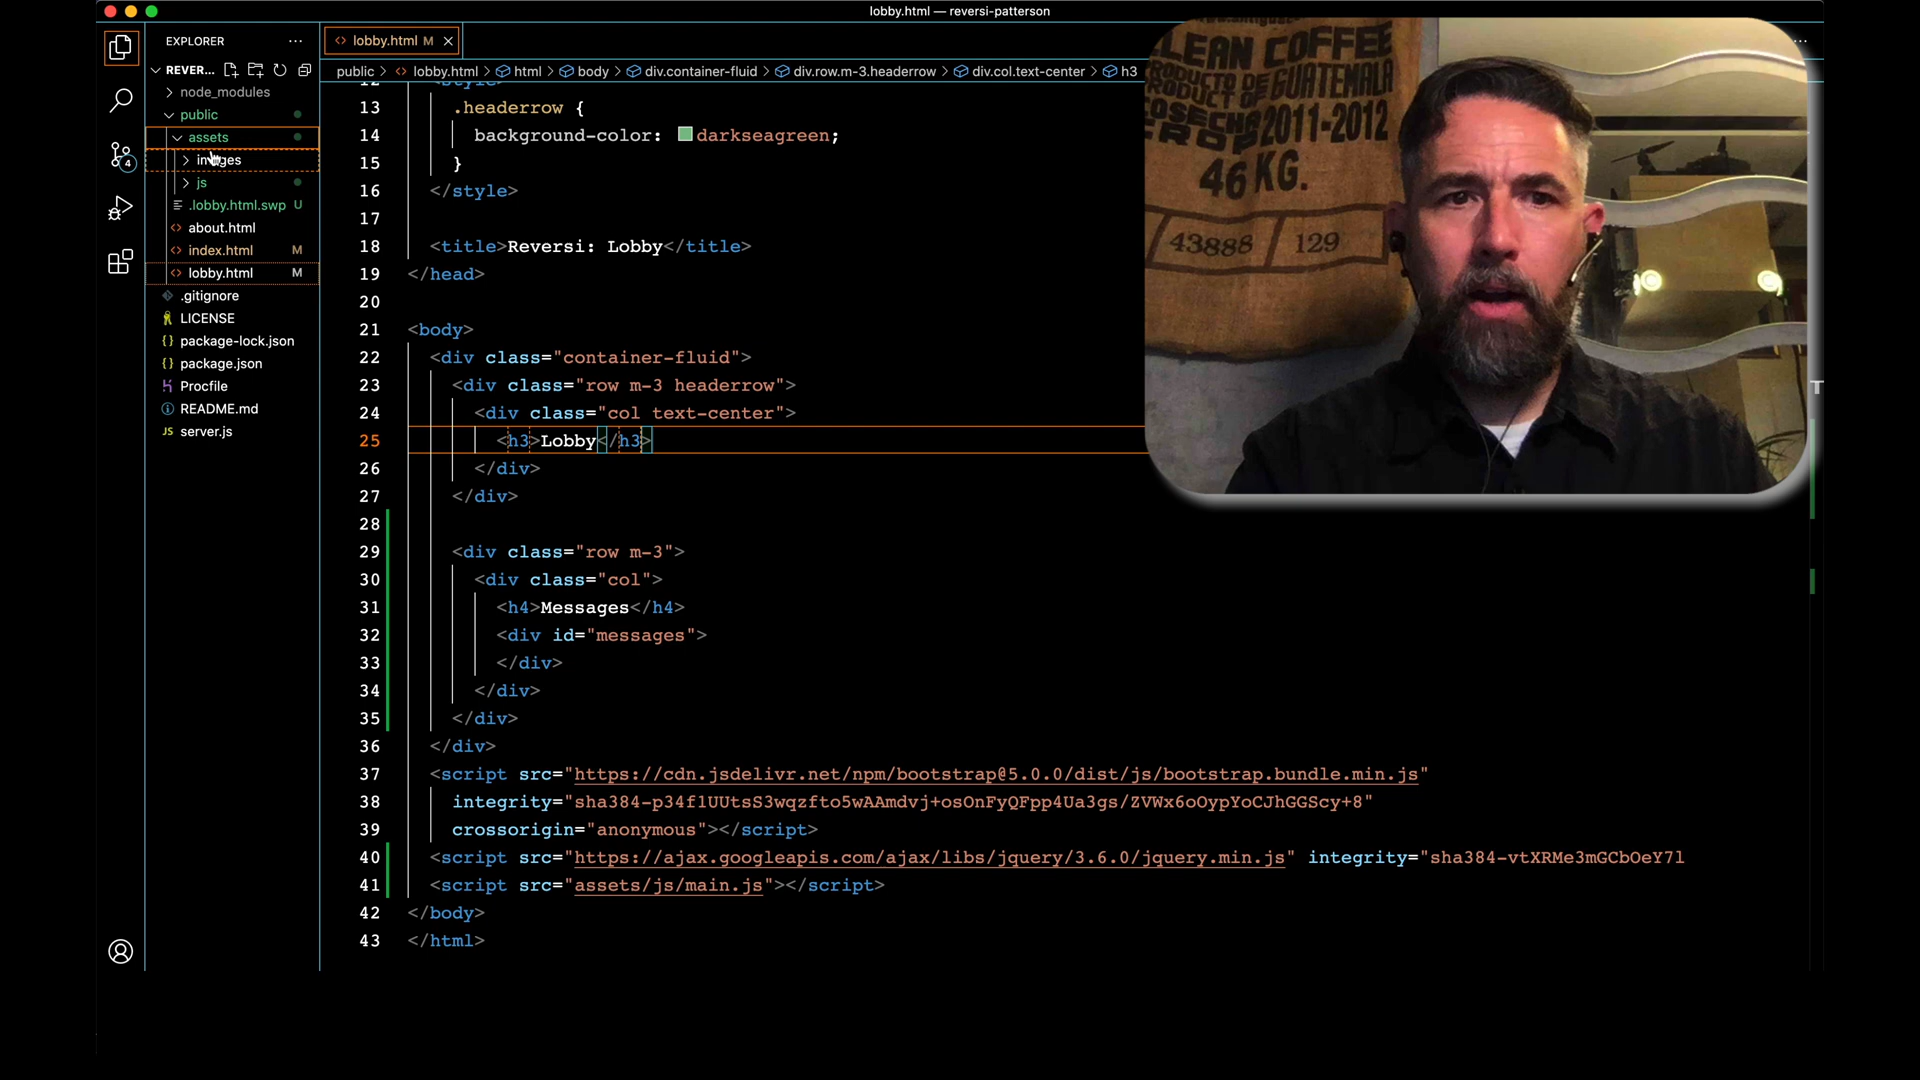 lobby.html — reversi-patterson
EXPLORER
lobby.html M
REVER...
public > lobby.html > html > body > div.container-fluid > div.row.m-3.headerrow > div.col.text-center > h3
node_modules
public
assets
images
js
.lobby.html.swp U
about.html
index.html M
lobby.html M
.gitignore
LICENSE
package-lock.json
package.json
Procfile
README.md
server.js
4
13 .headerrow {
14 background-color: darkseagreen;
15 }
16 </style>
17
18 <title>Reversi: Lobby</title>
19 </head>
20
21 <body>
22 <div class="container-fluid">
23 <div class="row m-3 headerrow">
24 <div class="col text-center">
25 <h3>Lobby</h3>
26 </div>
27 </div>
28
29 <div class="row m-3">
30 <div class="col">
31 <h4>Messages</h4>
32 <div id="messages">
33 </div>
34 </div>
35 </div>
36 </div>
37 <script src="https://cdn.jsdelivr.net/npm/bootstrap@5.0.0/dist/js/bootstrap.bundle.min.js"
38 integrity="sha384-p34f1UUtsS3wqzfto5wAAmdvj+osOnFyQFpp4Ua3gs/ZVWx6oOypYoCJhGGScy+8"
39 crossorigin="anonymous"></script>
40 <script src="https://ajax.googleapis.com/ajax/libs/jquery/3.6.0/jquery.min.js" integrity="sha384-vtXRMe3mGCbOeY7l
41 <script src="assets/js/main.js"></script>
42 </body>
43 </html>
CLEAN COFFEE
PRODUCTO DE GUATEMALA
PRODUCT OF
COSECHA 2011-2012
CROP
46 KG.
43888 129